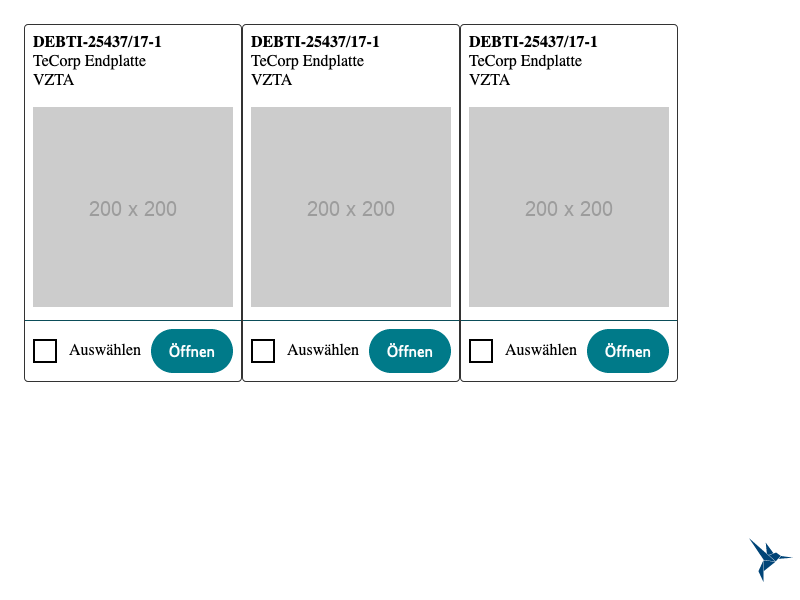 DEBTI-25437/17-1
TeCorp Endplatte
VZTA
200 x 200
Auswählen
Öffnen
DEBTI-25437/17-1
TeCorp Endplatte
VZTA
200 x 200
Auswählen
Öffnen
DEBTI-25437/17-1
TeCorp Endplatte
VZTA
200 x 200
Auswählen
Öffnen